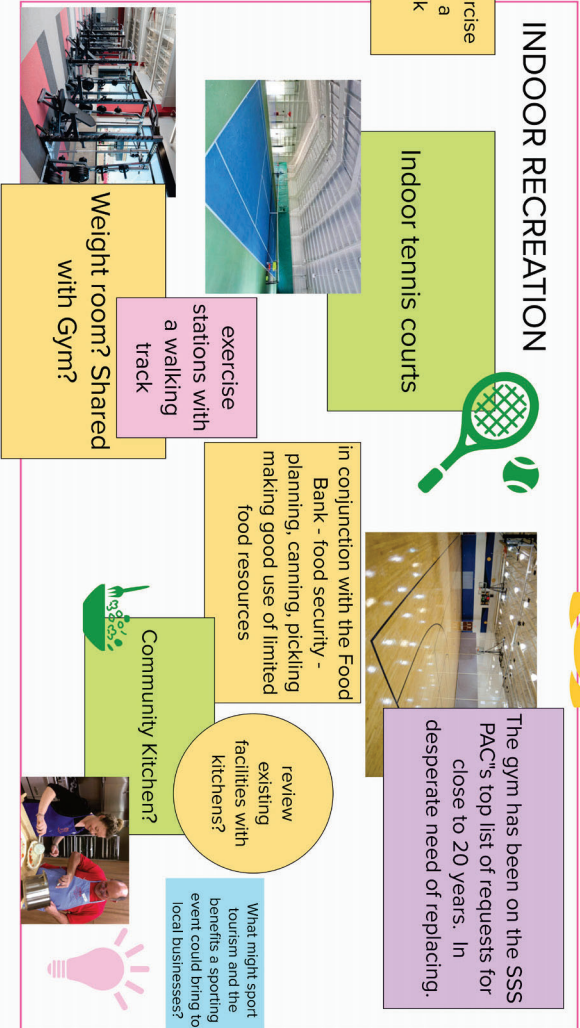 INDOOR RECREATION
rcise
a
k
Indoor tennis courts
Weight room? Shared
with Gym?
exercise
stations with
a walking
track
in conjunction with the Food
Bank - food security -
planning, canning, pickling
making good use of limited
food resources
The gym has been on the SSS
PAC"s top list of requests for
close to 20 years. In
desperate need of replacing.
Community Kitchen?
review
existing
facilities with
kitchens?
What might sport
tourism and the
benefits a sporting
event could bring to
local businesses?